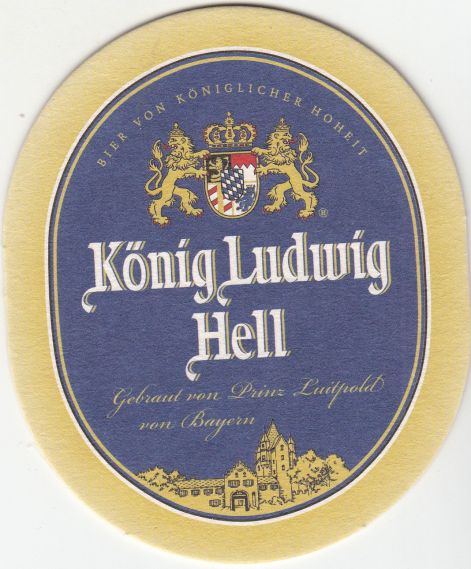 BIER VON KÖNIGLICHER HOHEIT
®
König Ludwig
Hell
Gebraut von Prinz Luitpold
von Bayern